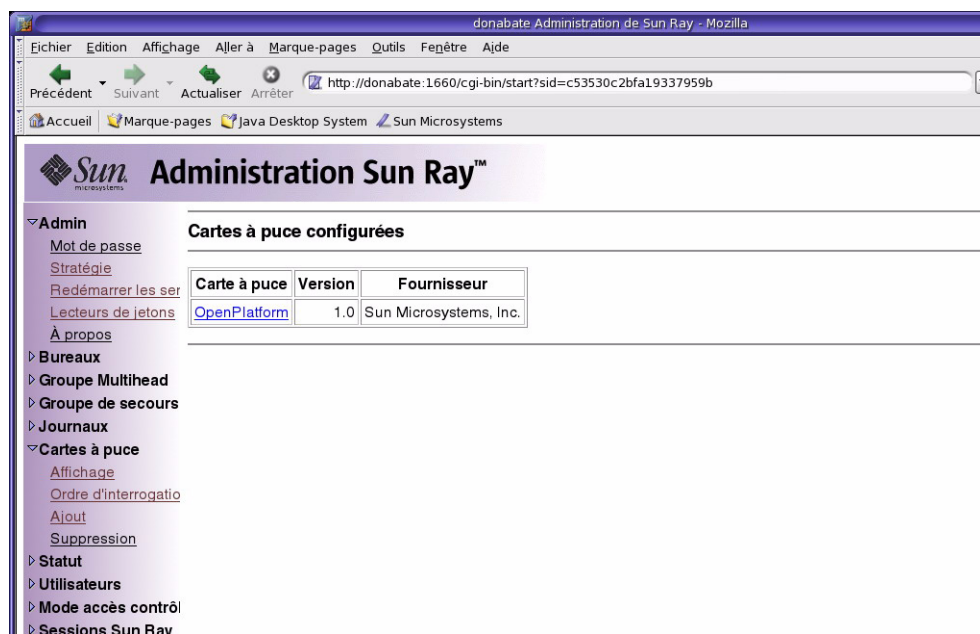 donabate Administration de Sun Ray - Mozilla
Fichier Edition Affichage Aller à Marque-pages Outils Fenêtre Aide
Précédent Suivant Actualiser Arrêter http://donabate:1660/cgi-bin/start?sid=c53530c2bfa19337959b
Accueil Marque-pages Java Desktop System Sun Microsystems
Sun microsystems Administration Sun Ray™
Admin
Mot de passe
Stratégie
Redémarrer les ser
Lecteurs de jetons
À propos
Bureaux
Groupe Multihead
Groupe de secours
Journaux
Cartes à puce
Affichage
Ordre d'interrogatio
Ajout
Suppression
Statut
Utilisateurs
Mode accès contrôl
Sessions Sun Ray
Cartes à puce configurées
Carte à puce Version Fournisseur
OpenPlatform 1.0 Sun Microsystems, Inc.